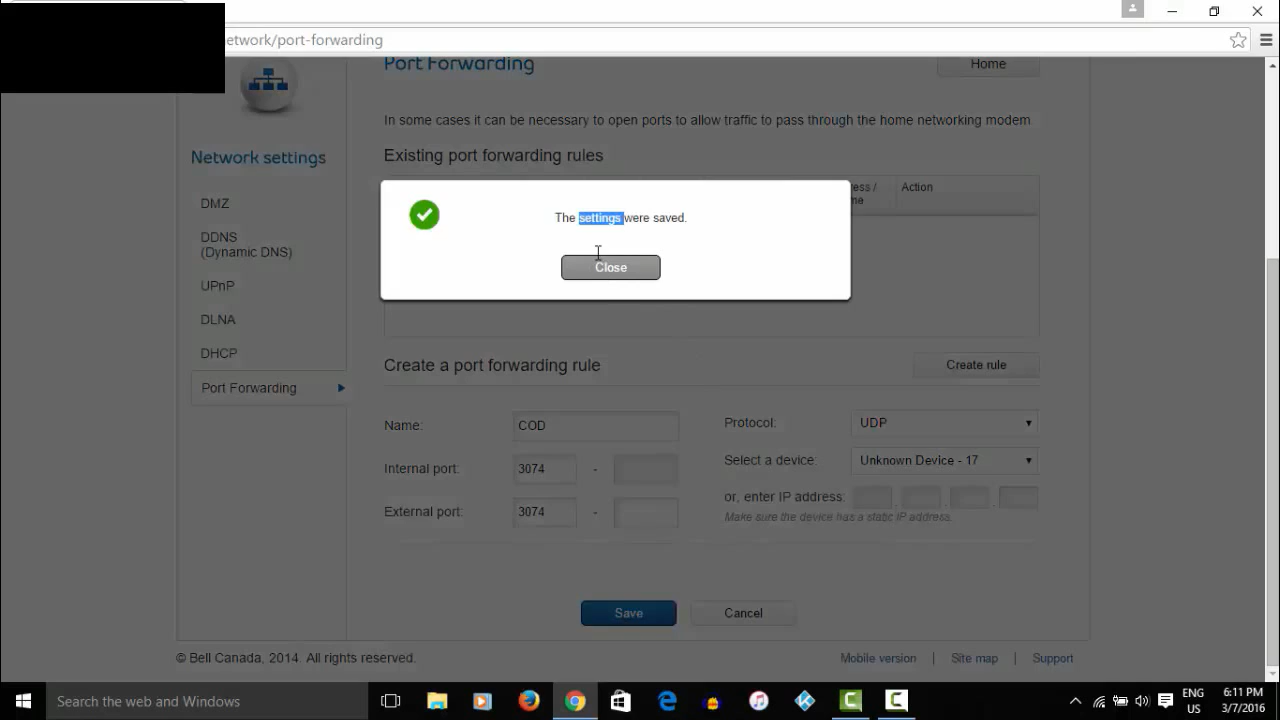 etwork/port-forwarding
Port Forwarding
Home
In some cases it can be necessary to open ports to allow traffic to pass through the home networking modem
Network settings
Existing port forwarding rules
ess /
me
Action
DMZ
The settings were saved.
DDNS
(Dynamic DNS)
Close
UPnP
DLNA
DHCP
Port Forwarding
Create a port forwarding rule
Create rule
Name:
COD
Protocol:
UDP
Internal port:
3074
-
Select a device:
Unknown Device - 17
or, enter IP address:
. . .
Make sure the device has a static IP address.
External port:
3074
-
Save
Cancel
© Bell Canada, 2014. All rights reserved.
Mobile version | Site map | Support
Search the web and Windows
ENG
US
6:11 PM
3/7/2016